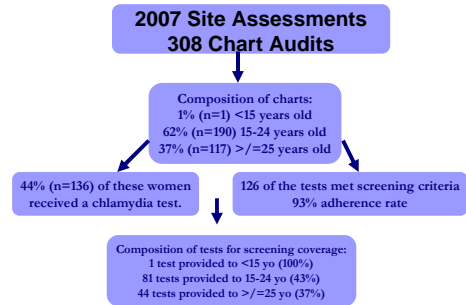 2007 Site Assessments
308 Chart Audits
Composition of charts:
1% (n=1) <15 years old
62% (n=190) 15-24 years old
37% (n=117) >/=25 years old
44% (n=136) of these women
received a chlamydia test.
126 of the tests met screening criteria
93% adherence rate
Composition of tests for screening coverage:
1 test provided to <15 yo (100%)
81 tests provided to 15-24 yo (43%)
44 tests provided to >/=25 yo (37%)